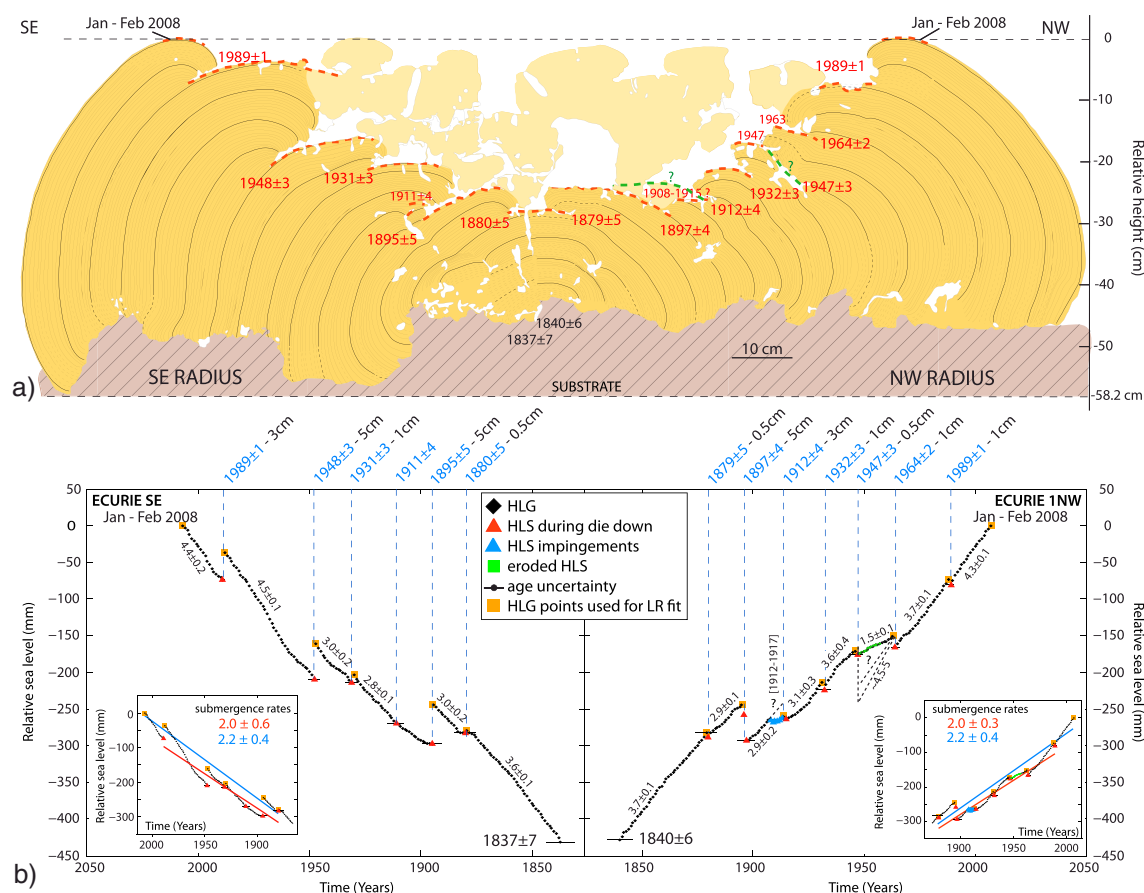 SE
Jan - Feb 2008
Jan - Feb 2008
NW
0
1989±1
1989±1
-10
1963
1947
1964±2
-20
1948±3
1931±3
?
1932±3
1947±3
1911±4
1908-1915 ?
1912±4
1880±5
1879±5
1897±4
-30
1895±5
-40
1840±6
1837±7
10 cm
-50
SE RADIUS
SUBSTRATE
NW RADIUS
-58.2 cm
Relative height (cm)
a)
1989±1 - 3cm
1948±3 - 5cm
1931±3 - 1cm
1911±4
1895±5 - 5cm
1880±5 - 0.5cm
1879±5 - 0.5cm
1897±4 - 5cm
1912±4 - 3cm
1932±3 - 1cm
1947±3 - 0.5cm
1964±2 - 1cm
1989±1 - 1cm
50
0
−50
−100
−150
−200
−250
−300
−350
−400
−450
Relative sea level (mm)
ECURIE SE
Jan - Feb 2008
4.4±0.2
4.5±0.1
3.0±0.2
2.8±0.1
3.0±0.2
3.6±0.1
1837±7
HLG
HLS during die down
HLS impingements
eroded HLS
age uncertainty
HLG points used for LR fit
ECURIE 1NW
Jan - Feb 2008
3.7±0.1
2.9±0.1
2.9±0.2
?
[1912-1917]
3.1±0.3
3.6±0.4
1.5±0.1
?
3.7±0.1
4.3±0.1
1840±6
50
0
−50
−100
−150
−200
−250
−300
−350
−400
−450
Relative sea level (mm)
submergence rates
2.0 ± 0.6
2.2 ± 0.4
0
−100
−200
−300
Relative sea level (mm)
Time (Years)
2000
1950
1900
submergence rates
2.0 ± 0.3
2.2 ± 0.4
0
−100
−200
−300
Relative sea level (mm)
Time (Years)
1900
1950
2000
b)
2050
2000
1950
1900
1850
1850
1900
1950
2000
2050
Time (Years)
Time (Years)